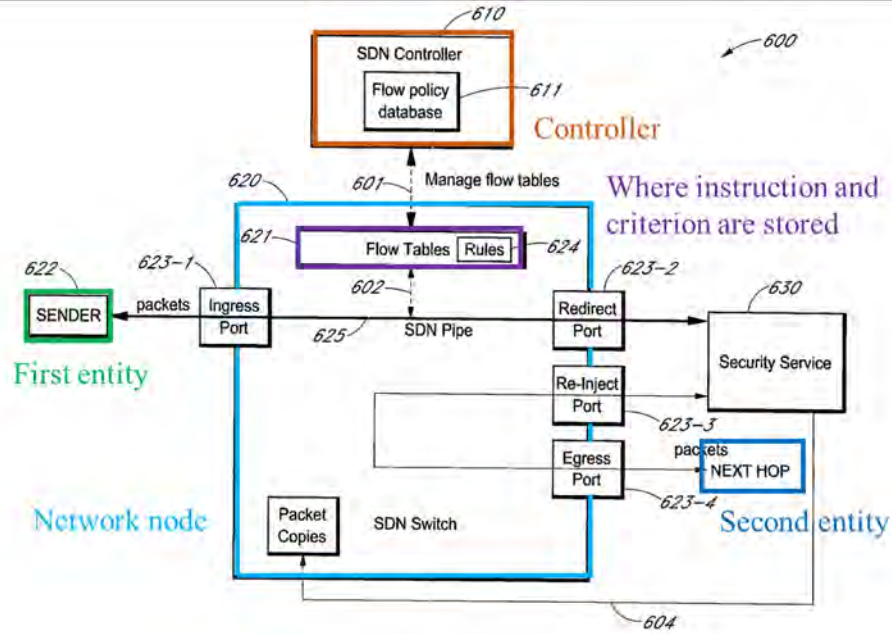 610
SDN Controller
600
Flow policy
database
611
Controller
620
601
Manage flow tables
Where instruction and
criterion are stored
621
Flow Tables
Rules
624
623-1
623-2
622
602
630
SENDER
packets
Ingress
Port
625
SDN Pipe
Redirect
Port
Security Service
First entity
Re-Inject
Port
623-3
packets
Egress
Port
NEXT HOP
623-4
Network node
Packet
Copies
SDN Switch
Second entity
604